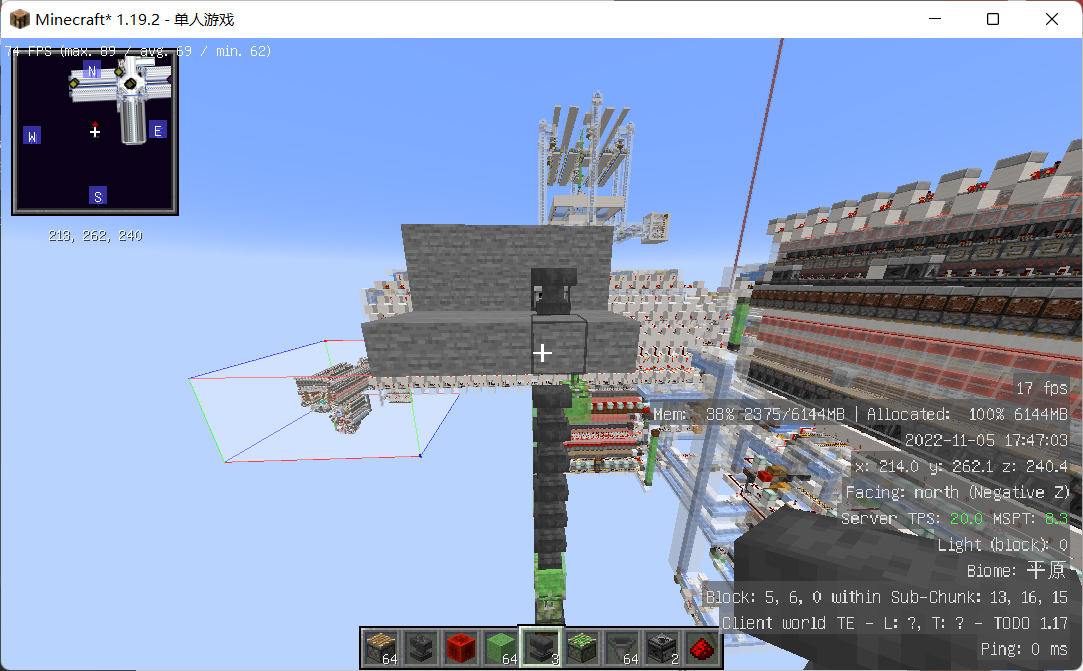 Minecraft* 1.19.2 - 单人游戏
74 FPS (max. 89 / avg. 69 / min. 62)
N
W
E
S
213, 262, 240
17 fps
Mem: 38% 2375/6144MB | Allocated: 100% 6144MB
2022-11-05 17:47:03
x: 214.0 y: 262.1 z: 240.4
Facing: north (Negative Z)
Server TPS: 20.0 MSPT: 8.3
Light (block): 0
Biome: 平原
Block: 5, 6, 0 within Sub-Chunk: 13, 16, 15
Client world TE - L: ?, T: ? - TODO 1.17
Ping: 0 ms
64 64 3 64 2